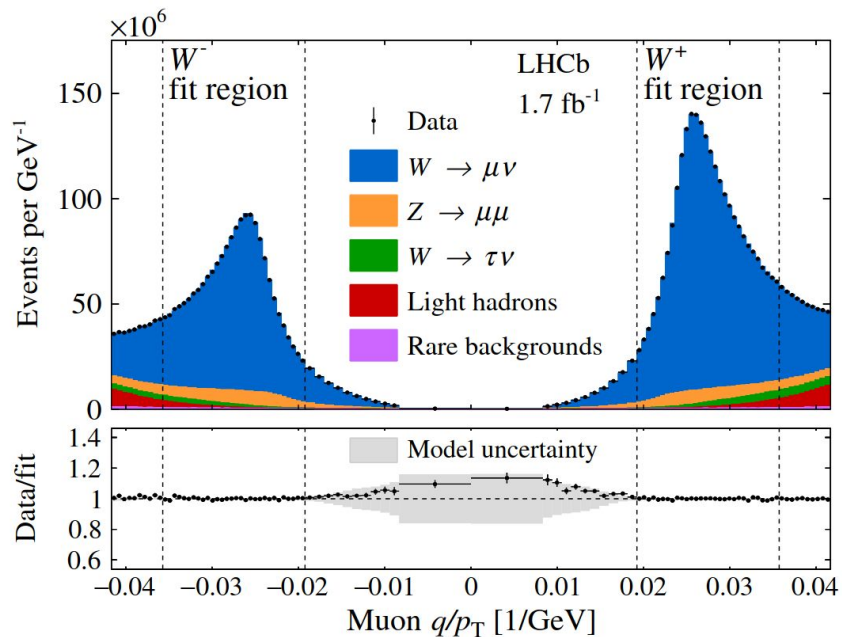 ×10⁶
W⁻
fit region
LHCb
1.7 fb⁻¹
W⁺
fit region
150
100
50
0
Events per GeV⁻¹
Data
W → μν
Z → μμ
W → τν
Light hadrons
Rare backgrounds
1.4
1.2
1
0.8
0.6
Data/fit
Model uncertainty
−0.04 −0.03 −0.02 −0.01 0 0.01 0.02 0.03 0.04
Muon q/p_T [1/GeV]